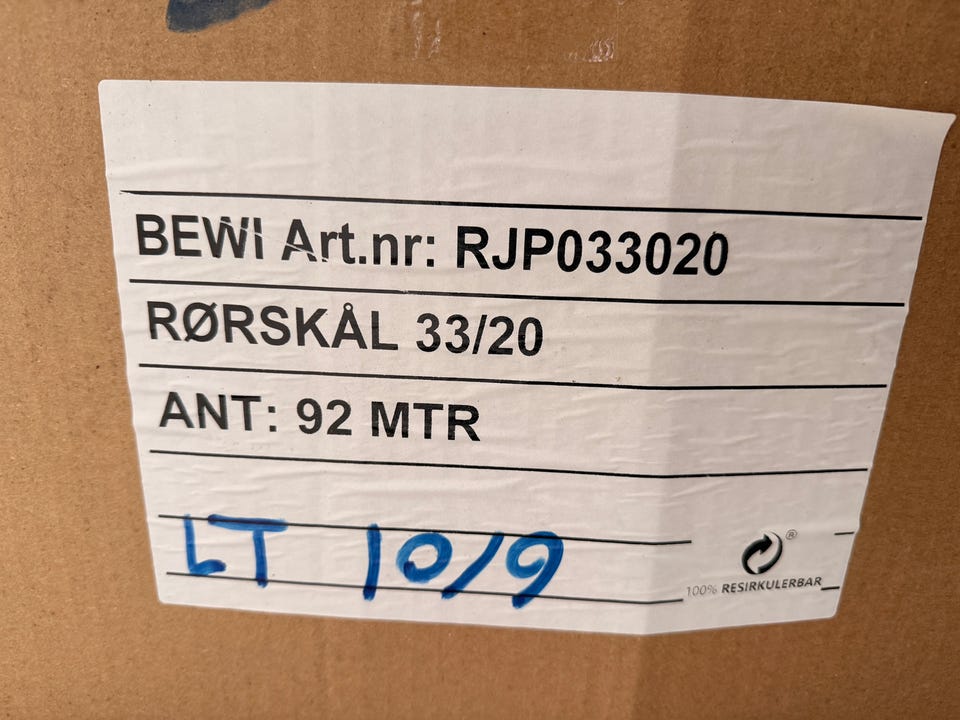 BEWI Art.nr: RJP033020
RØRSKÅL 33/20
ANT: 92 MTR
LT 10/9
®
100% RESIRKULERBAR